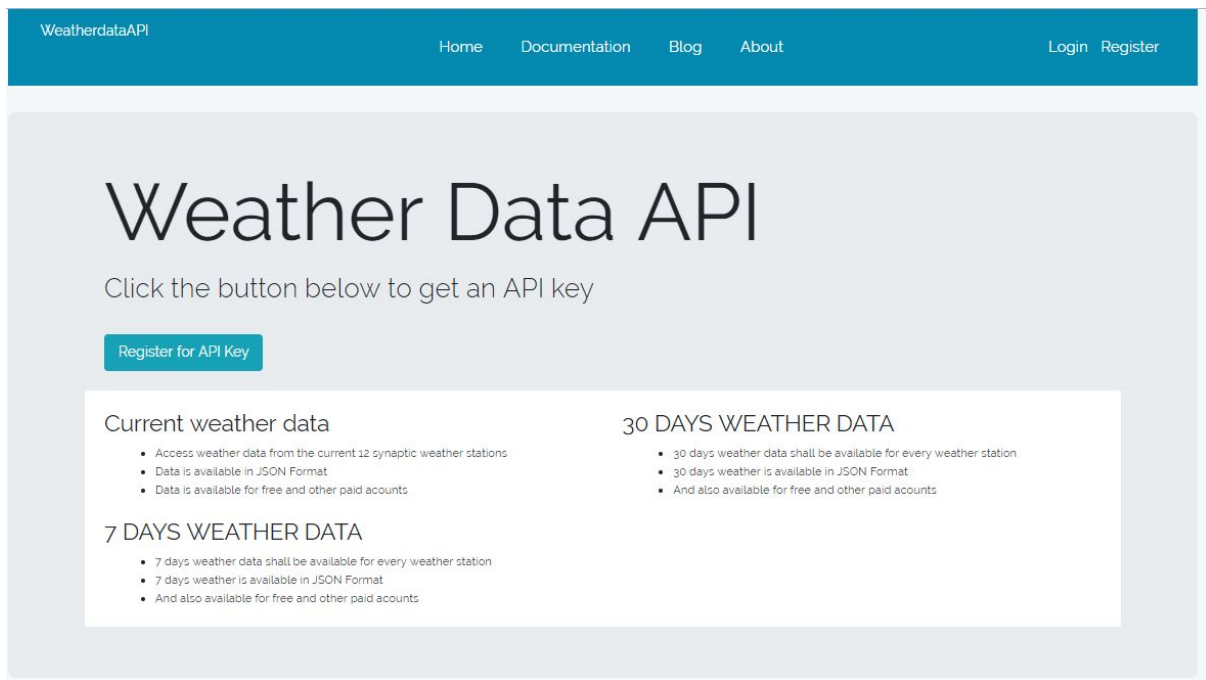 WeatherdataAPI
Home Documentation Blog About
Login Register
Weather Data API
Click the button below to get an API key
Register for API Key
Current weather data
Access weather data from the current 12 synaptic weather stations
Data is available in JSON Format
Data is available for free and other paid acounts
7 DAYS WEATHER DATA
7 days weather data shall be available for every weather station
7 days weather is available in JSON Format
And also available for free and other paid acounts
30 DAYS WEATHER DATA
30 days weather data shall be available for every weather station
30 days weather is available in JSON Format
And also available for free and other paid acounts